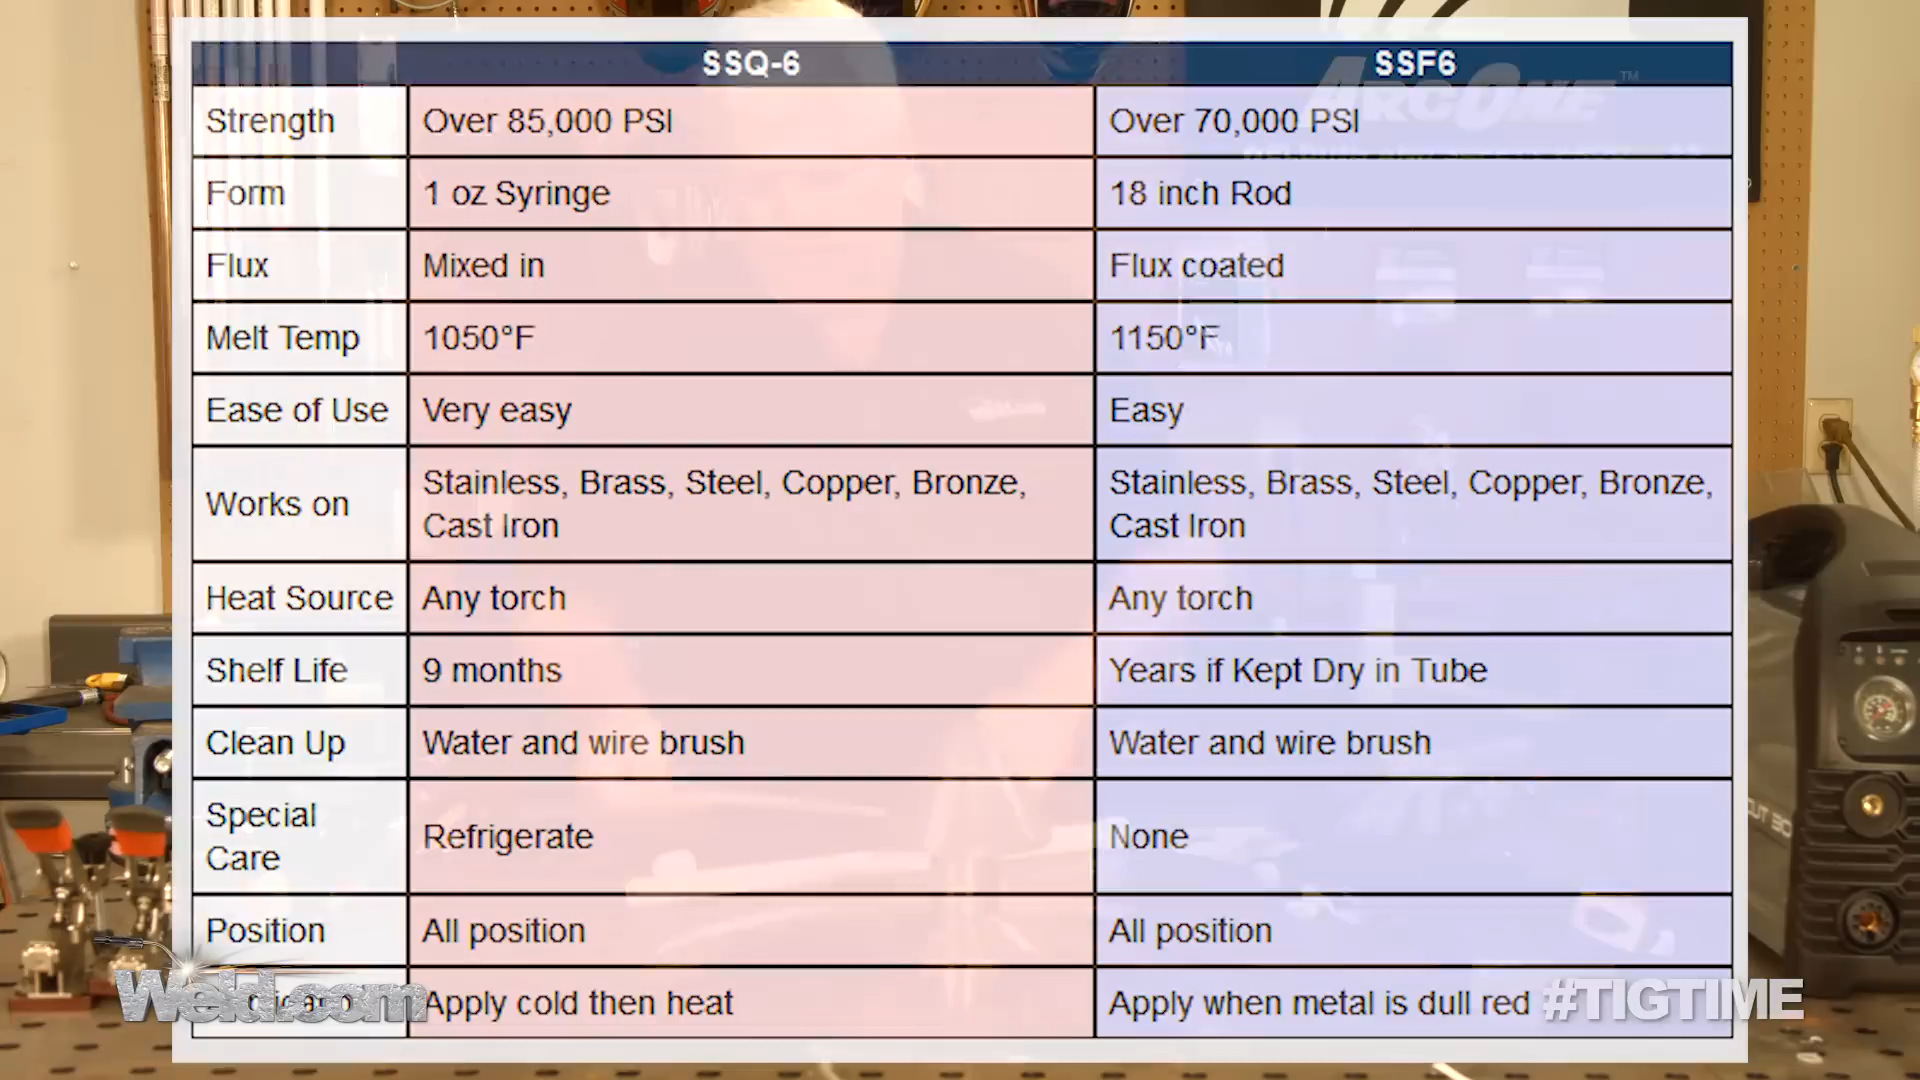 SSQ-6 SSF6
Strength Over 85,000 PSI Over 70,000 PSI
Form 1 oz Syringe 18 inch Rod
Flux Mixed in Flux coated
Melt Temp 1050°F 1150°F
Ease of Use Very easy Easy
Works on Stainless, Brass, Steel, Copper, Bronze, Stainless, Brass, Steel, Copper, Bronze,
Cast Iron Cast Iron
Heat Source Any torch Any torch
Shelf Life 9 months Years if Kept Dry in Tube
Clean Up Water and wire brush Water and wire brush
Special
Care Refrigerate None
Position All position All position
Apply cold then heat Apply when metal is dull red
ARCONE™
CUT 30
Weld.com
#TIGTIME